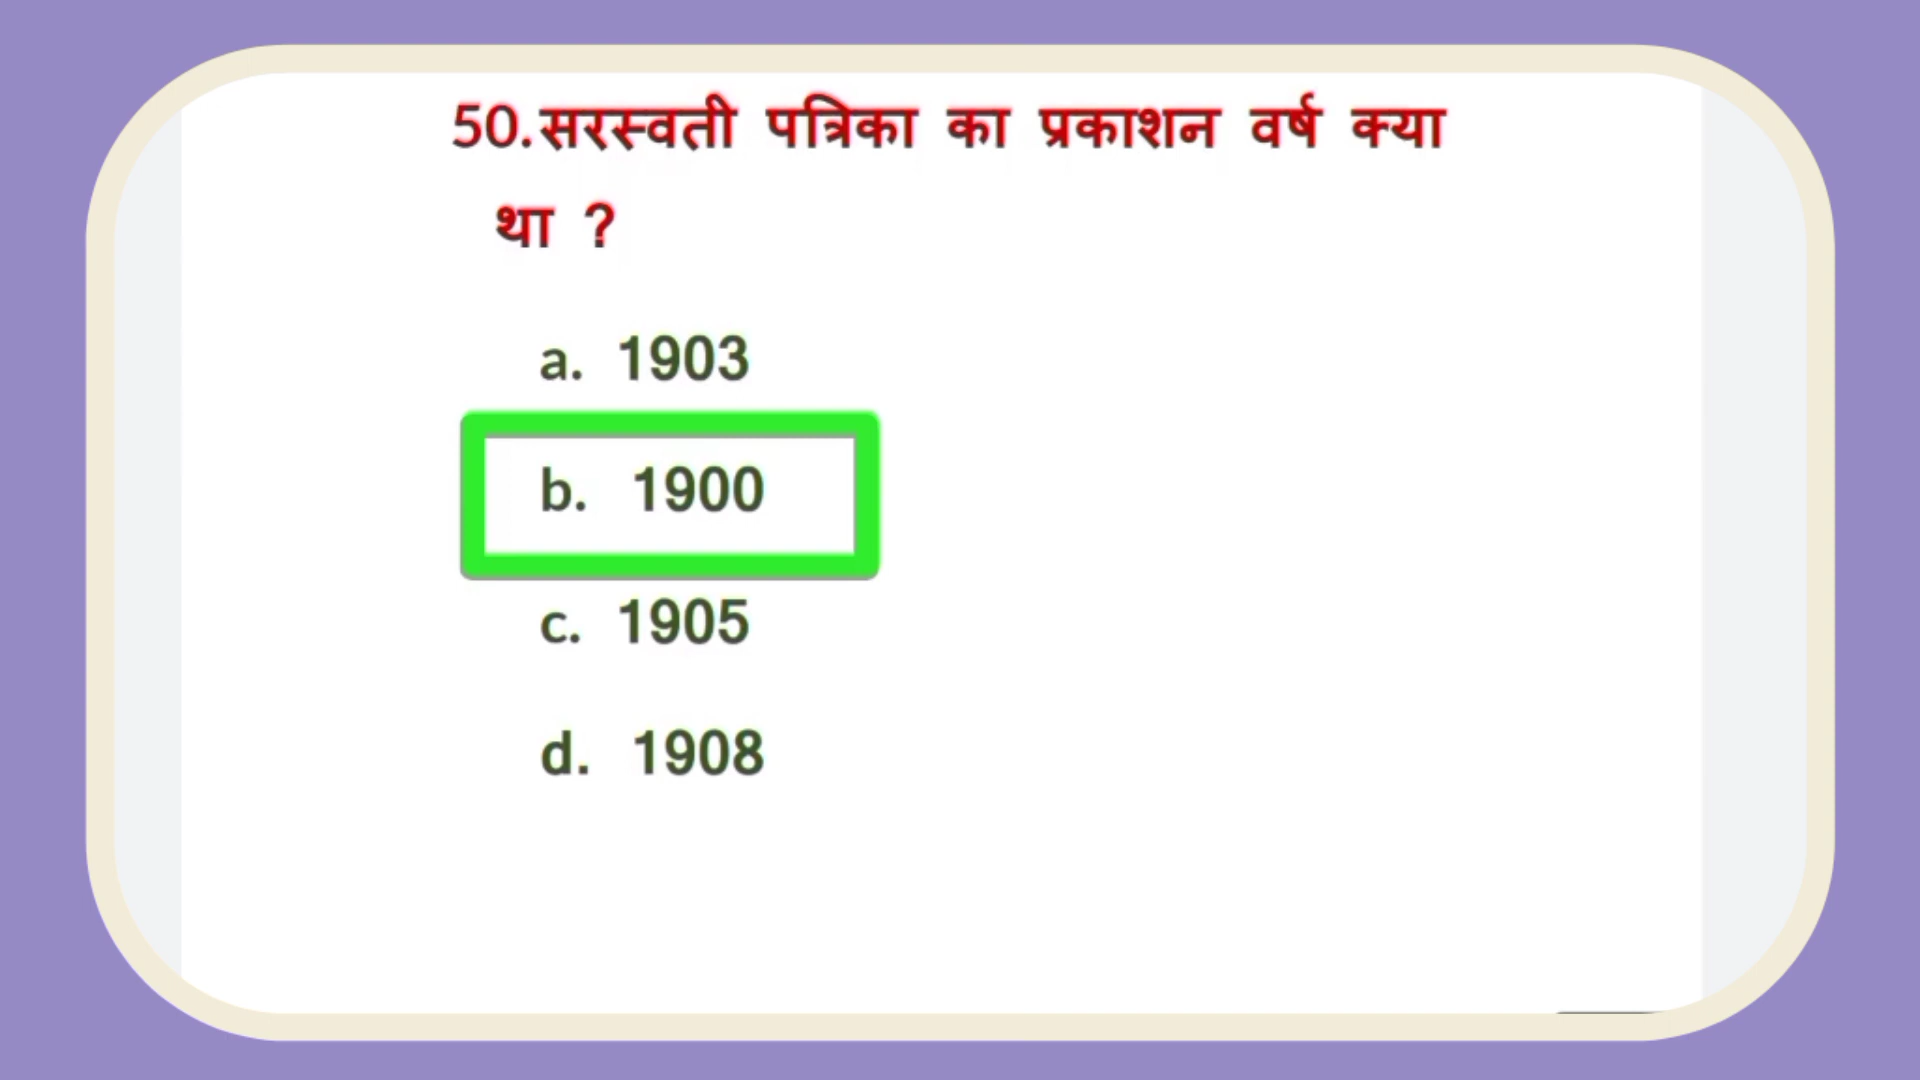 50.सरस्वती पत्रिका का प्रकाशन वर्ष क्या
था ?
a. 1903
b. 1900
c. 1905
d. 1908